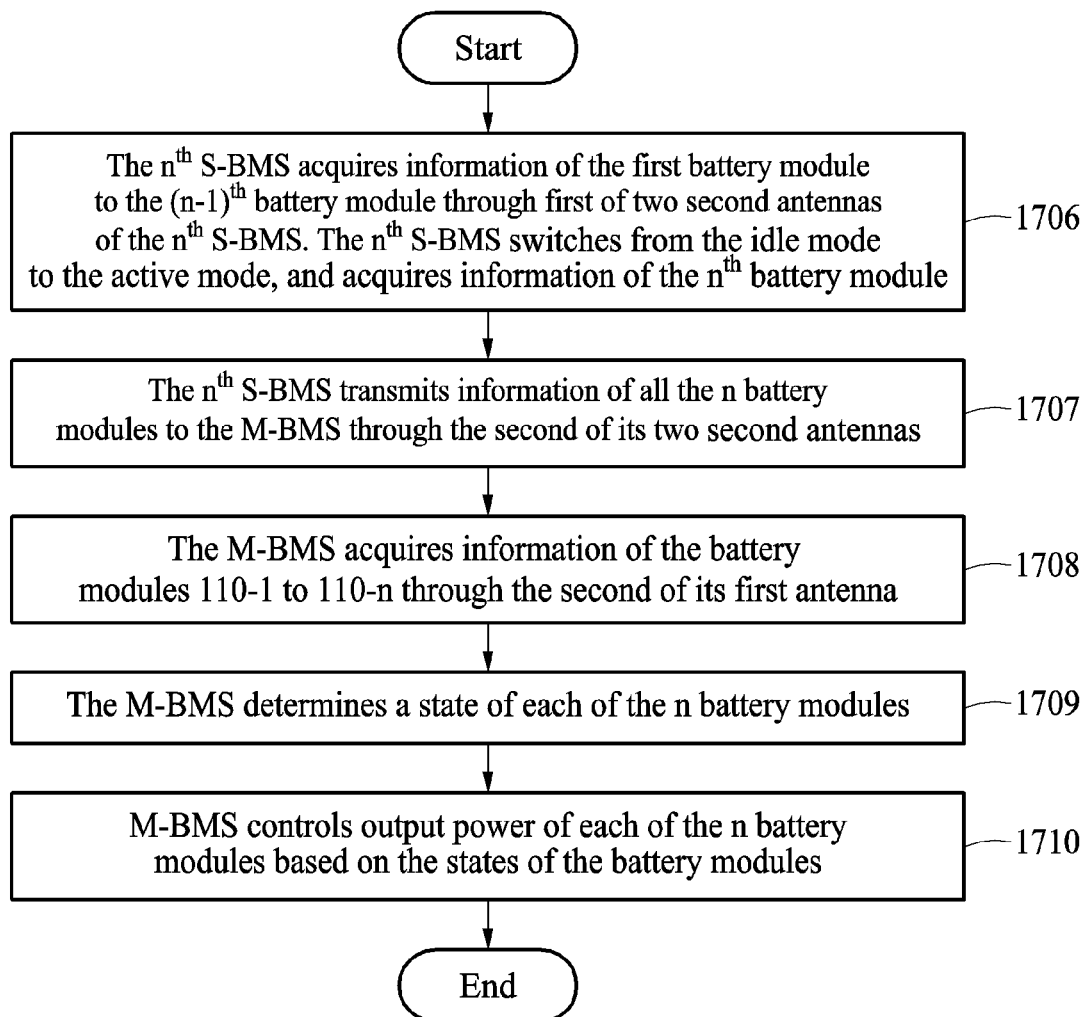 Start
The nth S-BMS acquires information of the first battery module
to the (n-1)th battery module through first of two second antennas
of the nth S-BMS. The nth S-BMS switches from the idle mode
to the active mode, and acquires information of the nth battery module
1706
The nth S-BMS transmits information of all the n battery
modules to the M-BMS through the second of its two second antennas
1707
The M-BMS acquires information of the battery
modules 110-1 to 110-n through the second of its first antenna
1708
The M-BMS determines a state of each of the n battery modules
1709
M-BMS controls output power of each of the n battery
modules based on the states of the battery modules
1710
End